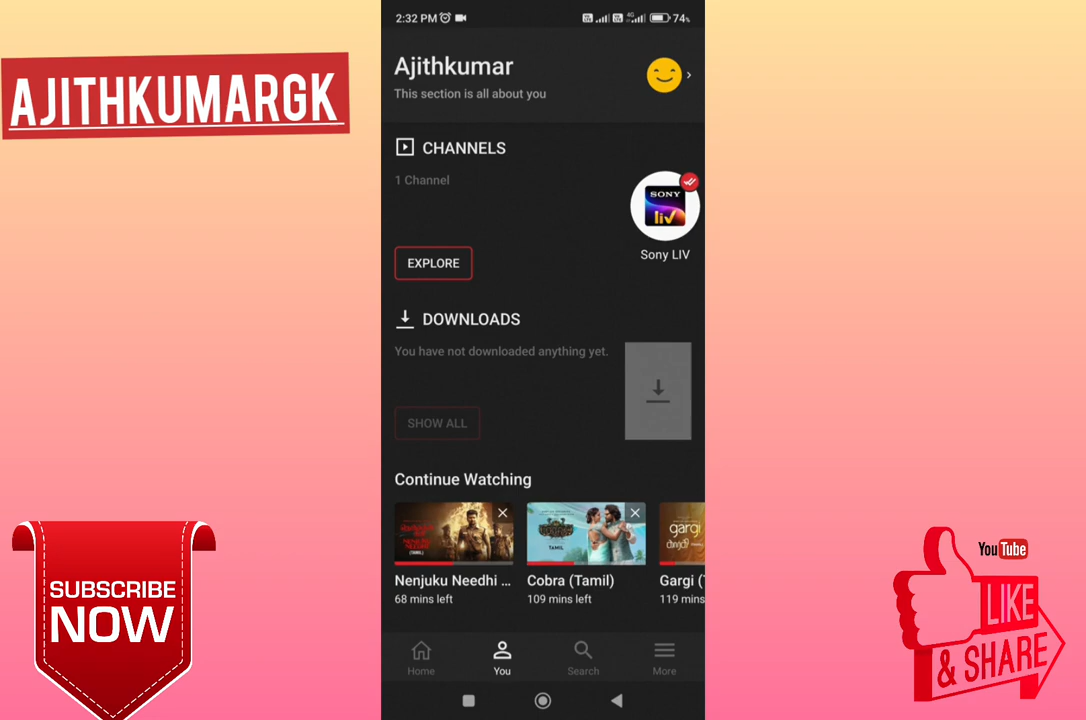 AJITHKUMARGK
2:32 PM
4G
74%
Ajithkumar
This section is all about you
CHANNELS
1 Channel
SONY
liv
Sony LIV
EXPLORE
DOWNLOADS
You have not downloaded anything yet.
SHOW ALL
Continue Watching
TAMIL
gargi
Nenjuku Needhi ...
Cobra (Tamil)
Gargi (T
68 mins left
109 mins left
119 mins
Home
You
Search
More
SUBSCRIBE
NOW
YouTube
LIKE
& SHARE